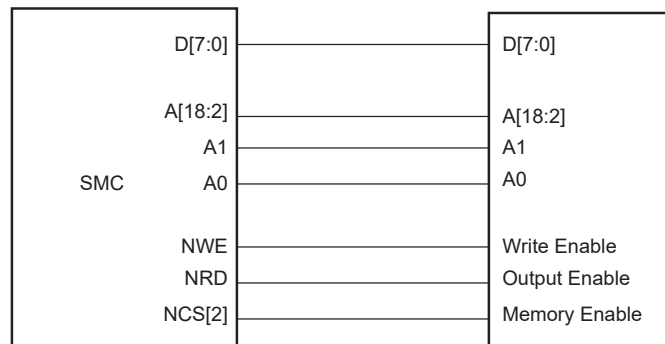 D[7:0] D[7:0]
A[18:2] A[18:2]
A1 A1
SMC A0 A0
NWE Write Enable
NRD Output Enable
NCS[2] Memory Enable